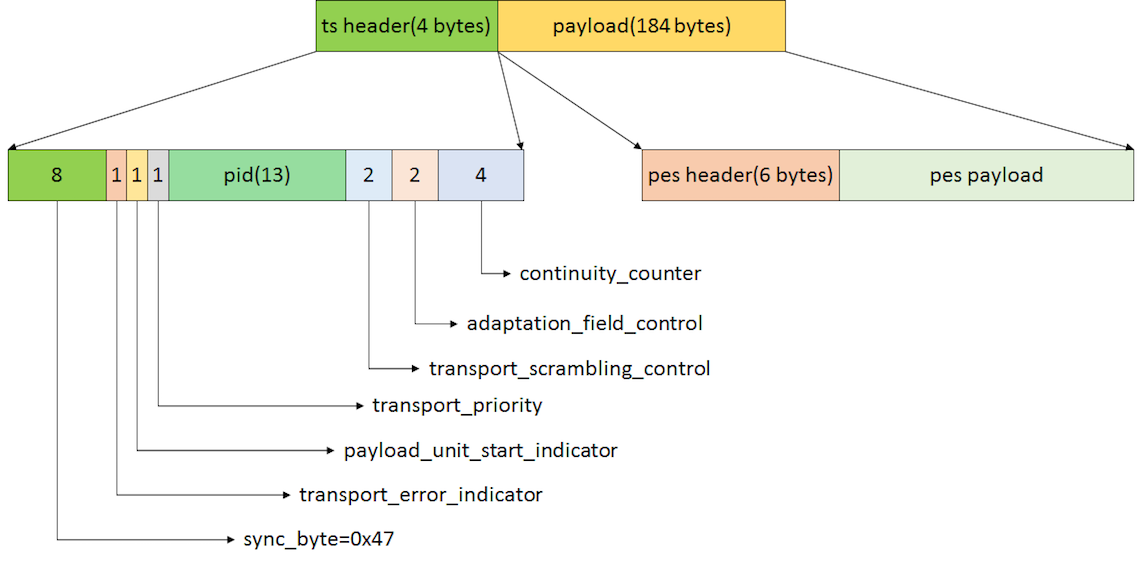 ts header(4 bytes) payload(184 bytes)
8 1 1 1 pid(13) 2 2 4 pes header(6 bytes) pes payload
continuity_counter
adaptation_field_control
transport_scrambling_control
transport_priority
payload_unit_start_indicator
transport_error_indicator
sync_byte=0x47